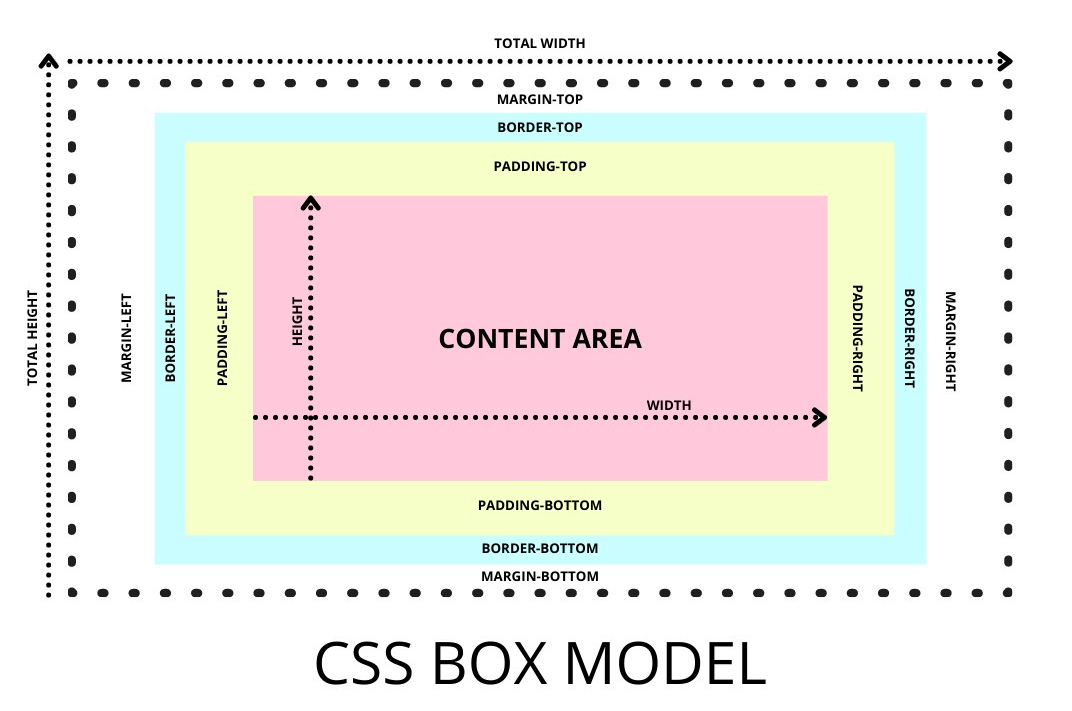 TOTAL WIDTH
MARGIN-TOP
BORDER-TOP
PADDING-TOP
TOTAL HEIGHT
MARGIN-LEFT
BORDER-LEFT
PADDING-LEFT
HEIGHT
CONTENT AREA
WIDTH
PADDING-RIGHT
BORDER-RIGHT
MARGIN-RIGHT
PADDING-BOTTOM
BORDER-BOTTOM
MARGIN-BOTTOM
CSS BOX MODEL